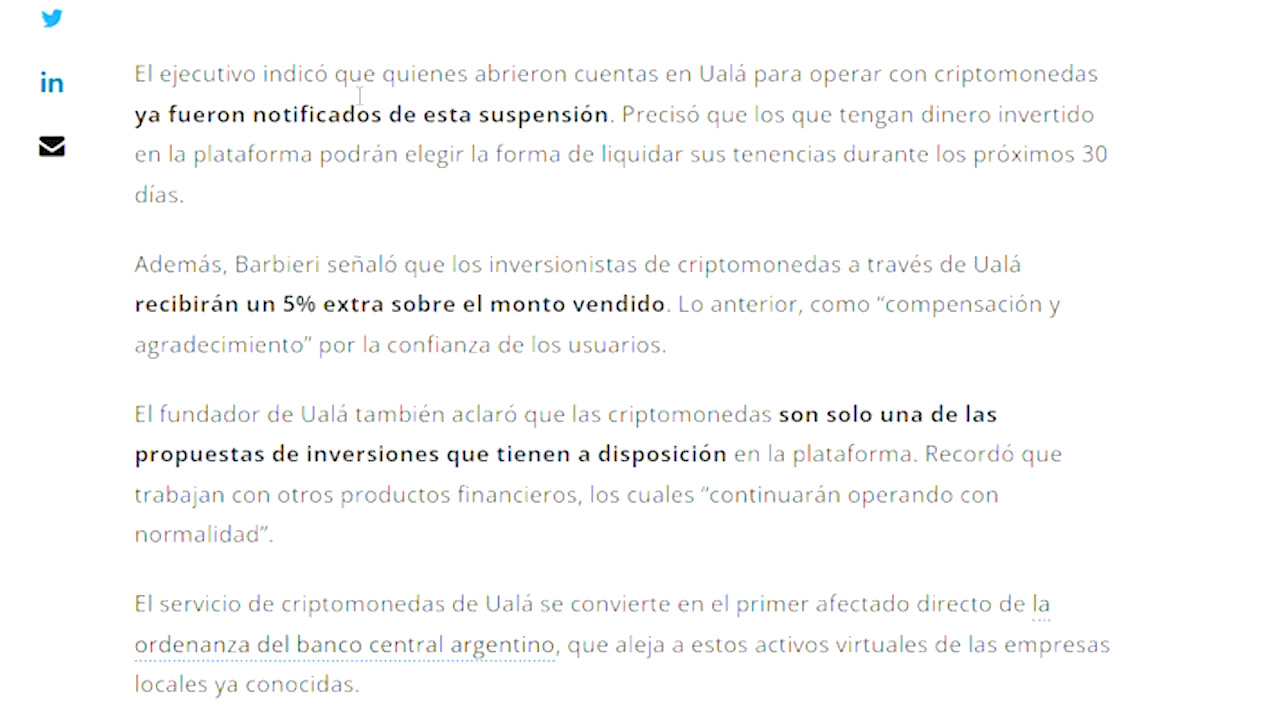 El ejecutivo indicó que quienes abrieron cuentas en Ualá para operar con criptomonedas
ya fueron notificados de esta suspensión. Precisó que los que tengan dinero invertido
en la plataforma podrán elegir la forma de liquidar sus tenencias durante los próximos 30
días.
Además, Barbieri señaló que los inversionistas de criptomonedas a través de Ualá
recibirán un 5% extra sobre el monto vendido. Lo anterior, como “compensación y
agradecimiento” por la confianza de los usuarios.
El fundador de Ualá también aclaró que las criptomonedas son solo una de las
propuestas de inversiones que tienen a disposición en la plataforma. Recordó que
trabajan con otros productos financieros, los cuales “continuarán operando con
normalidad”.
El servicio de criptomonedas de Ualá se convierte en el primer afectado directo de la
ordenanza del banco central argentino, que aleja a estos activos virtuales de las empresas
locales ya conocidas.